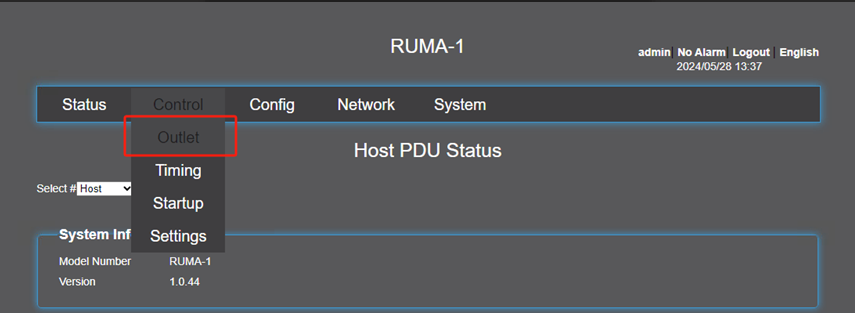 RUMA-1
admin| No Alarm| Logout | English
2024/05/28 13:37
Status Control Config Network System
Outlet
Host PDU Status
Timing
Select # Host
Startup
Settings
System Inf
Model Number RUMA-1
Version 1.0.44